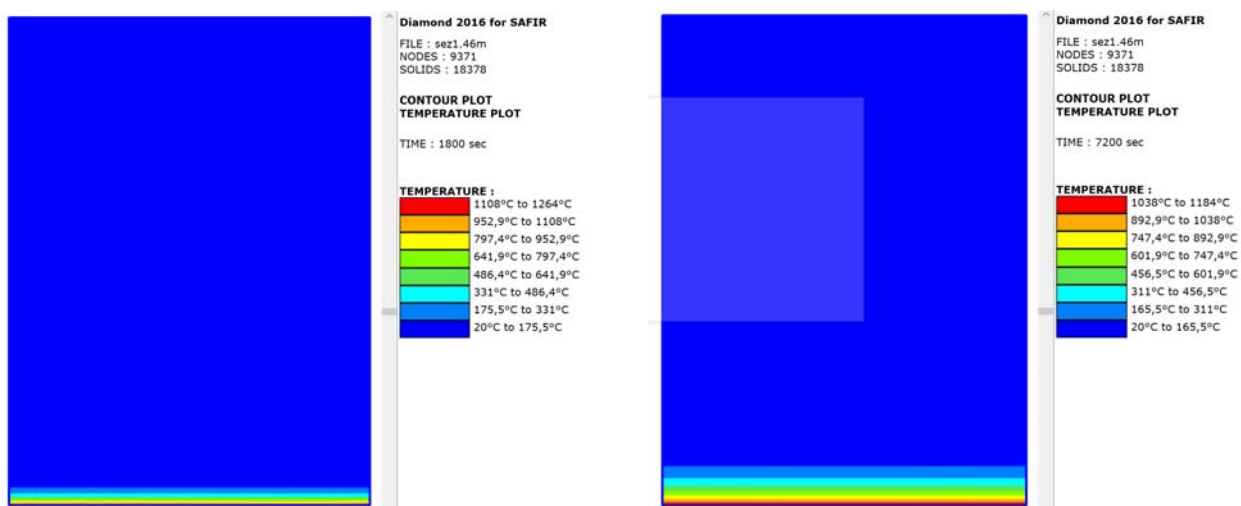 Diamond 2016 for SAFIR
FILE : sez1.46m
NODES : 9371
SOLIDS : 18378
CONTOUR PLOT
TEMPERATURE PLOT
TIME : 1800 sec
TEMPERATURE :
1108°C to 1264°C
952,9°C to 1108°C
797,4°C to 952,9°C
641,9°C to 797,4°C
486,4°C to 641,9°C
331°C to 486,4°C
175,5°C to 331°C
20°C to 175,5°C
Diamond 2016 for SAFIR
FILE : sez1.46m
NODES : 9371
SOLIDS : 18378
CONTOUR PLOT
TEMPERATURE PLOT
TIME : 7200 sec
TEMPERATURE :
1038°C to 1184°C
892,9°C to 1038°C
747,4°C to 892,9°C
601,9°C to 747,4°C
456,5°C to 601,9°C
311°C to 456,5°C
165,5°C to 311°C
20°C to 165,5°C